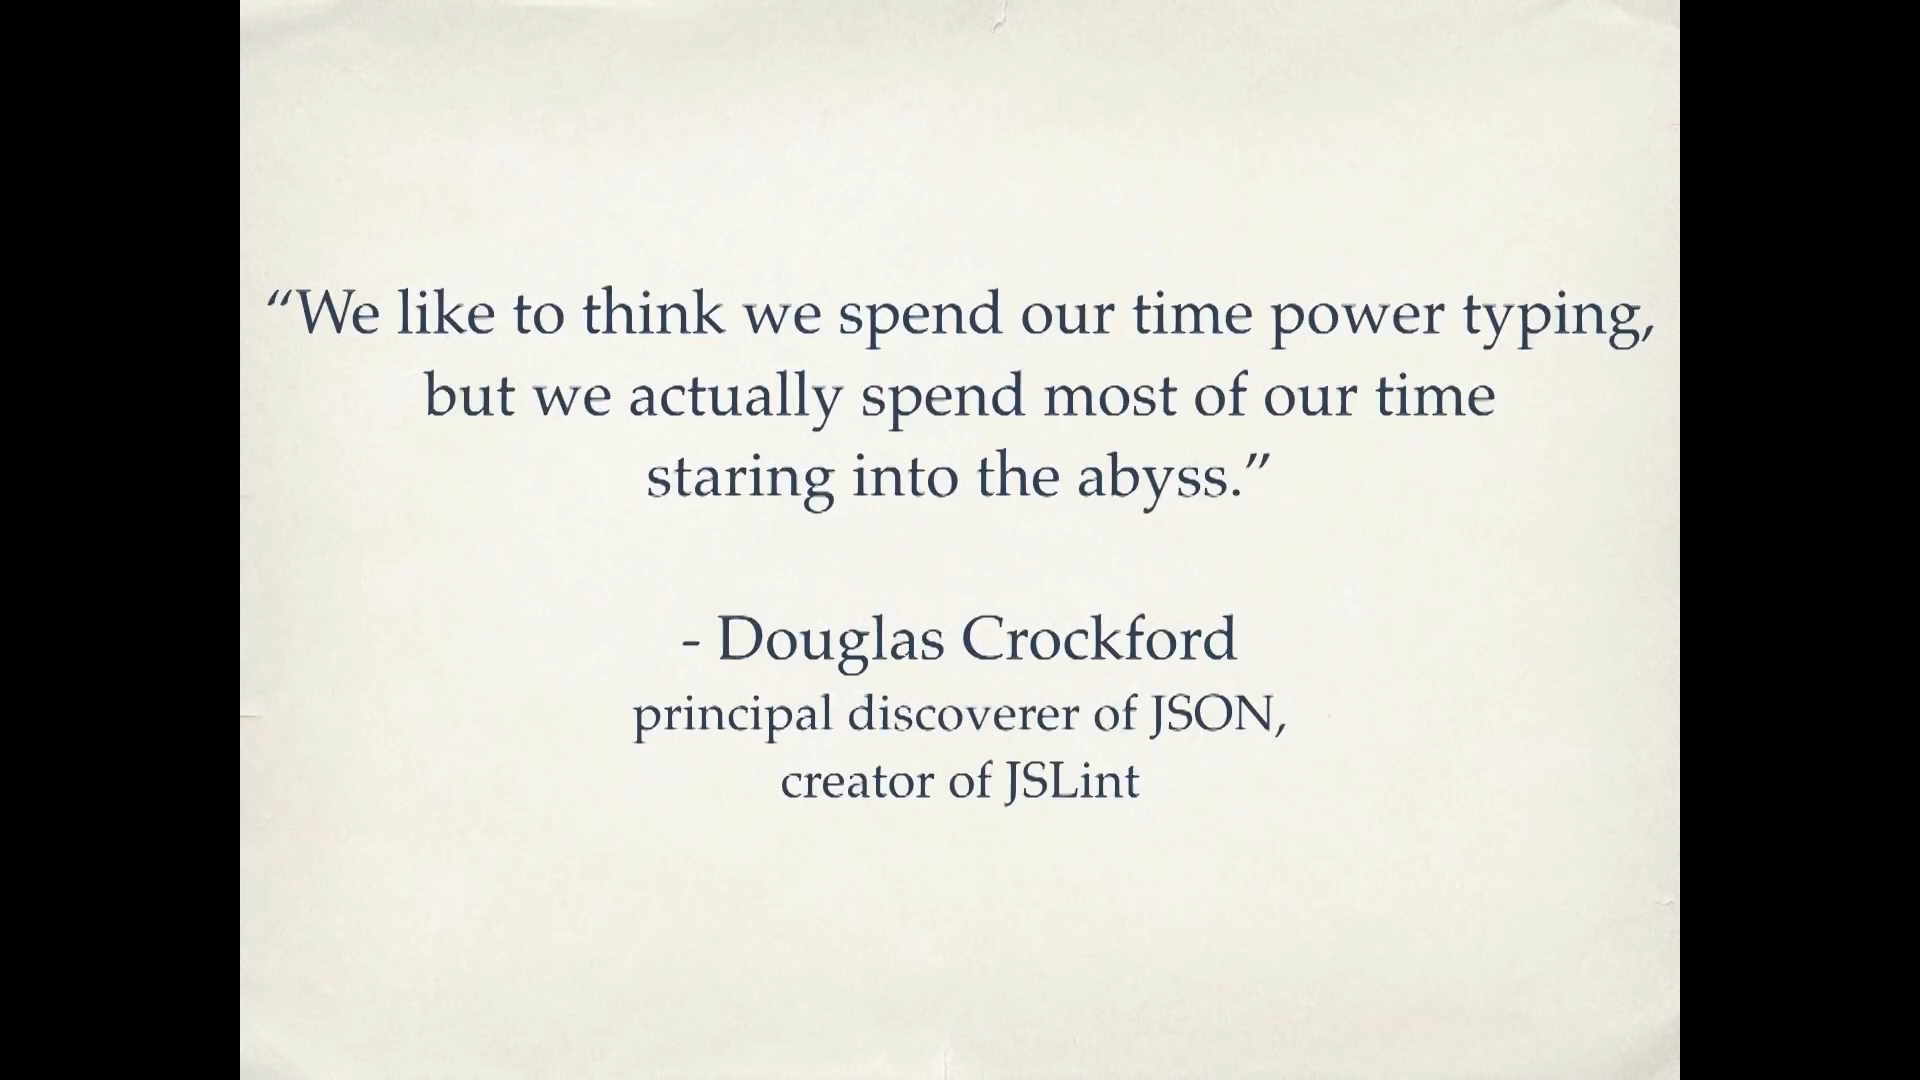 “We like to think we spend our time power typing,
but we actually spend most of our time
staring into the abyss.”
- Douglas Crockford
principal discoverer of JSON,
creator of JSLint